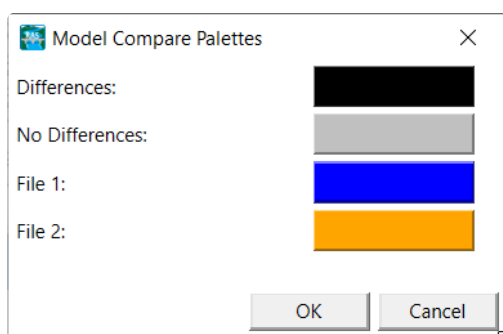 Model Compare Palettes
Differences:
No Differences:
File 1:
File 2:
OK Cancel